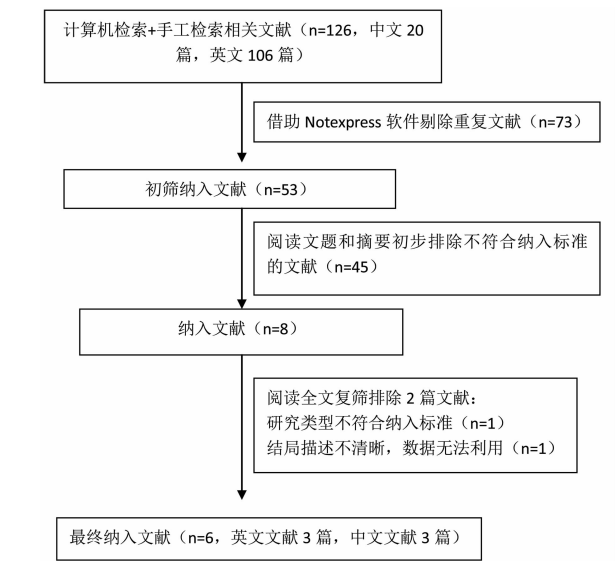 计算机检索+手工检索相关文献（n=126，中文 20
篇，英文 106 篇）
借助 Notexpress 软件剔除重复文献（n=73）
初筛纳入文献（n=53）
阅读文题和摘要初步排除不符合纳入标准
的文献（n=45）
纳入文献（n=8）
阅读全文复筛排除 2 篇文献：
研究类型不符合纳入标准（n=1）
结局描述不清晰，数据无法利用（n=1）
最终纳入文献（n=6，英文文献 3 篇，中文文献 3 篇）